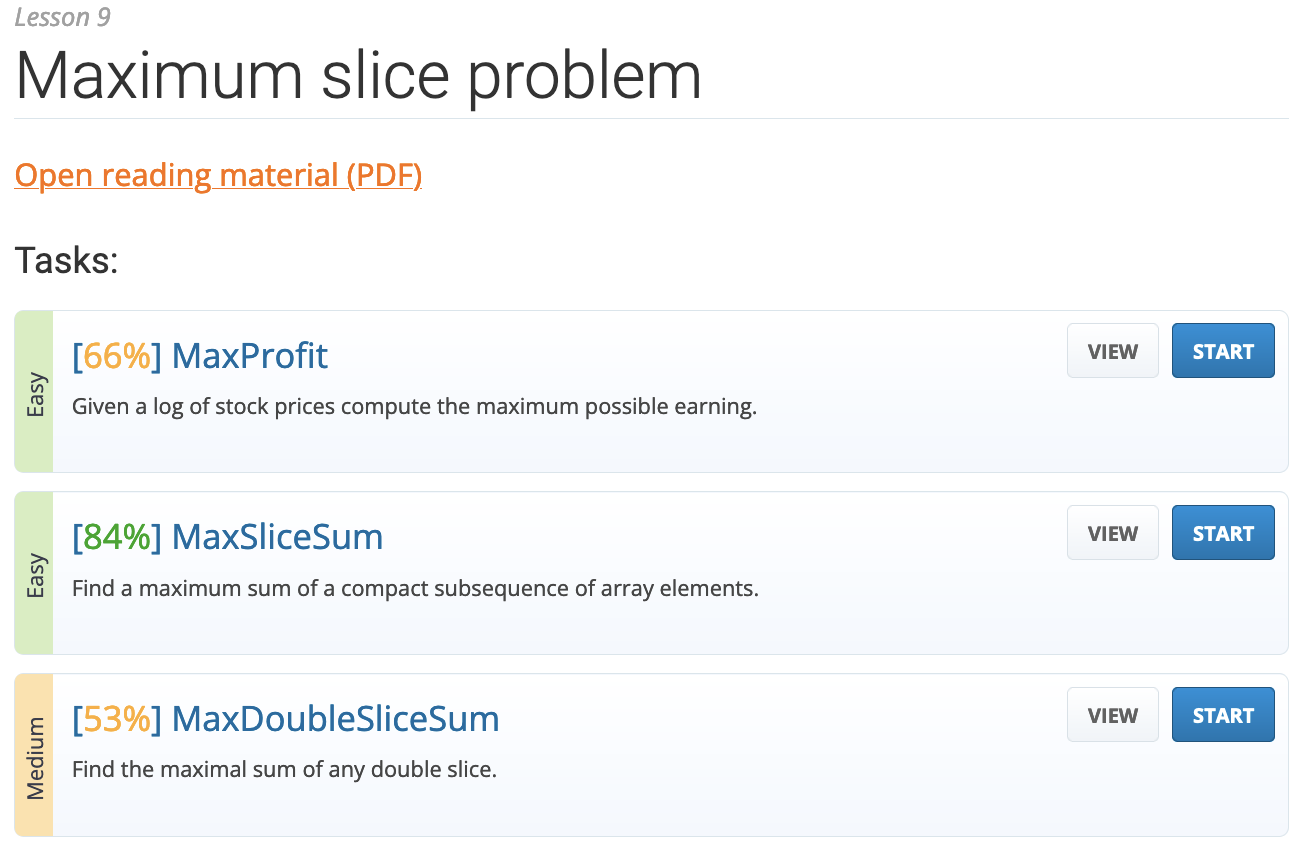 Lesson 9
Maximum slice problem
Open reading material (PDF)
Tasks:
Easy
[66%] MaxProfit
VIEW
START
Given a log of stock prices compute the maximum possible earning.
Easy
[84%] MaxSliceSum
VIEW
START
Find a maximum sum of a compact subsequence of array elements.
Medium
[53%] MaxDoubleSliceSum
VIEW
START
Find the maximal sum of any double slice.